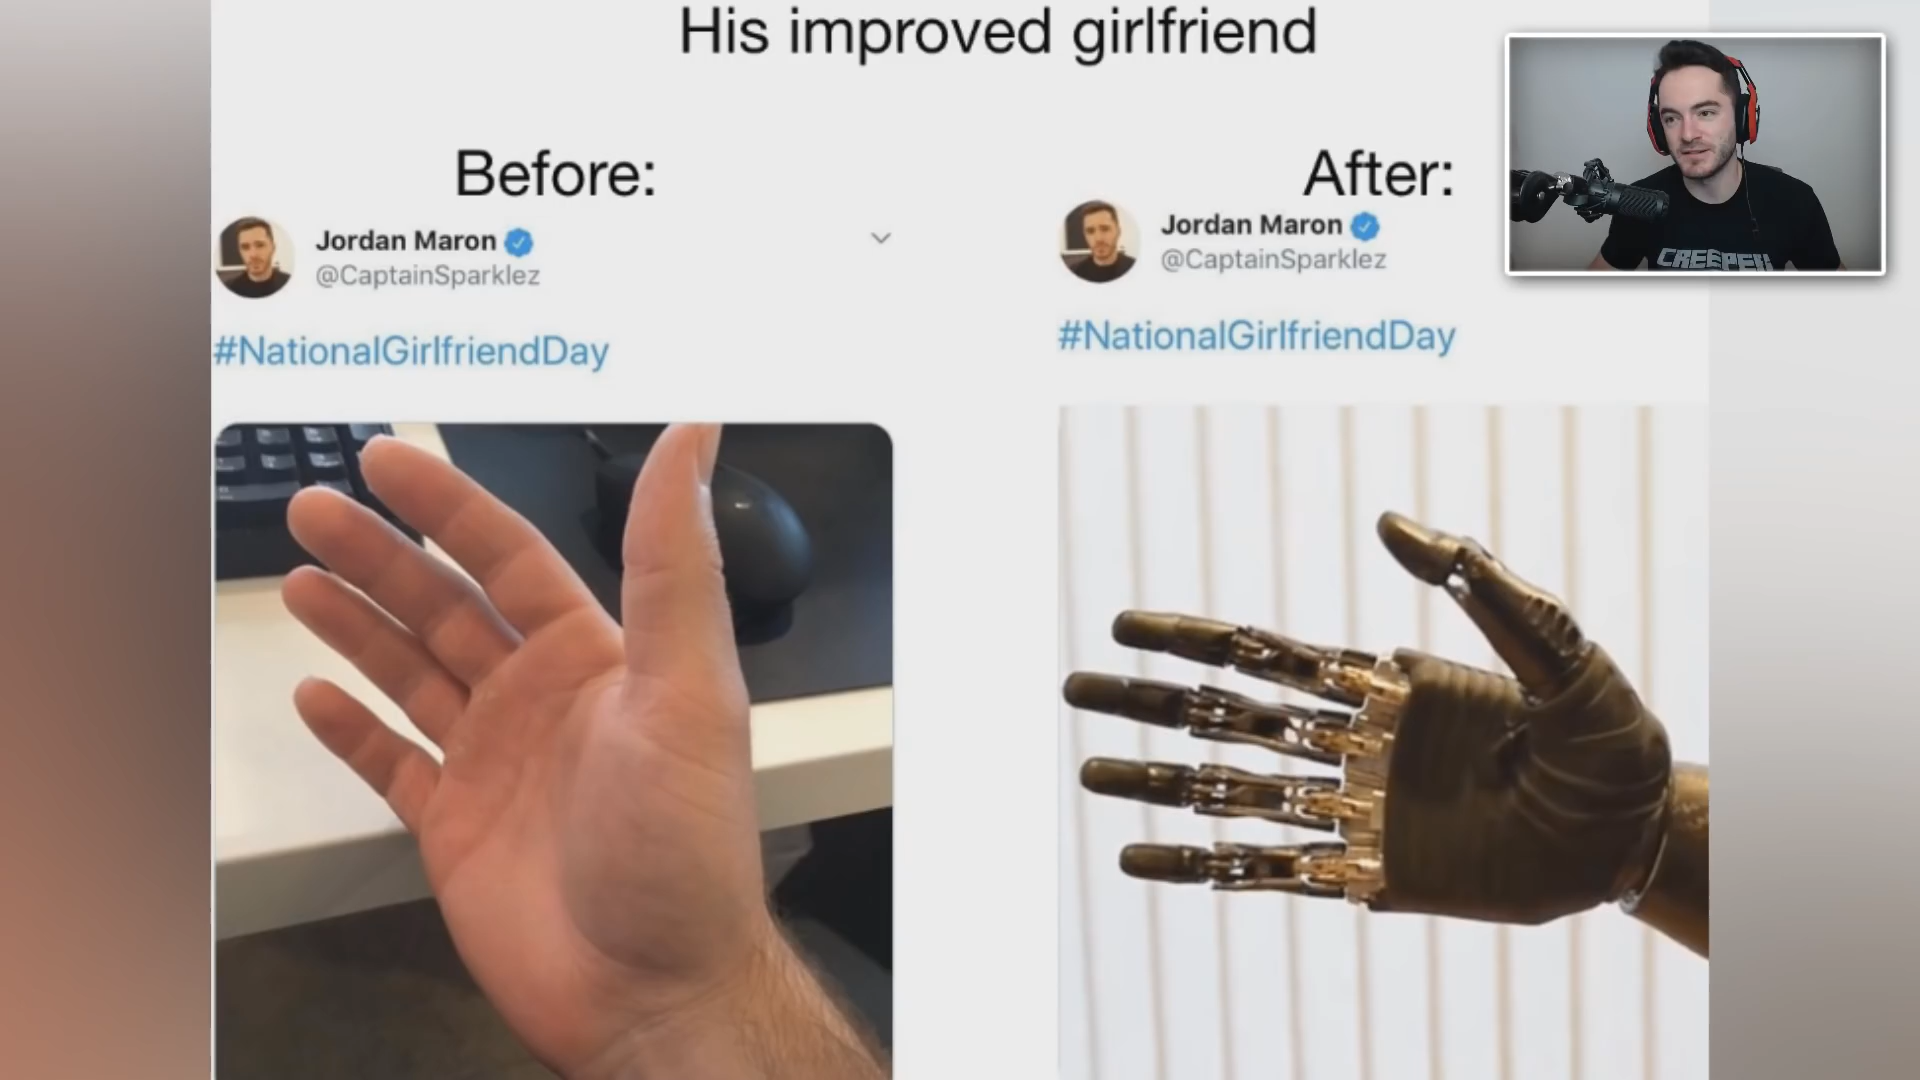 His improved girlfriend
Before:
After:
Jordan Maron
@CaptainSparklez
#NationalGirlfriendDay
Jordan Maron
@CaptainSparklez
#NationalGirlfriendDay
CREEPER